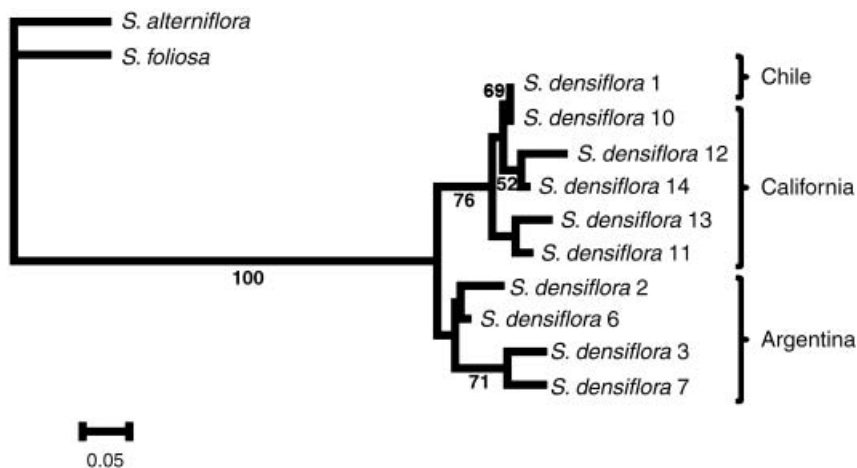 S. alterniflora
S. foliosa
69 S. densiflora 1
Chile
S. densiflora 10
S. densiflora 12
52 S. densiflora 14
California
76
S. densiflora 13
S. densiflora 11
100
S. densiflora 2
S. densiflora 6
Argentina
S. densiflora 3
71
S. densiflora 7
0.05